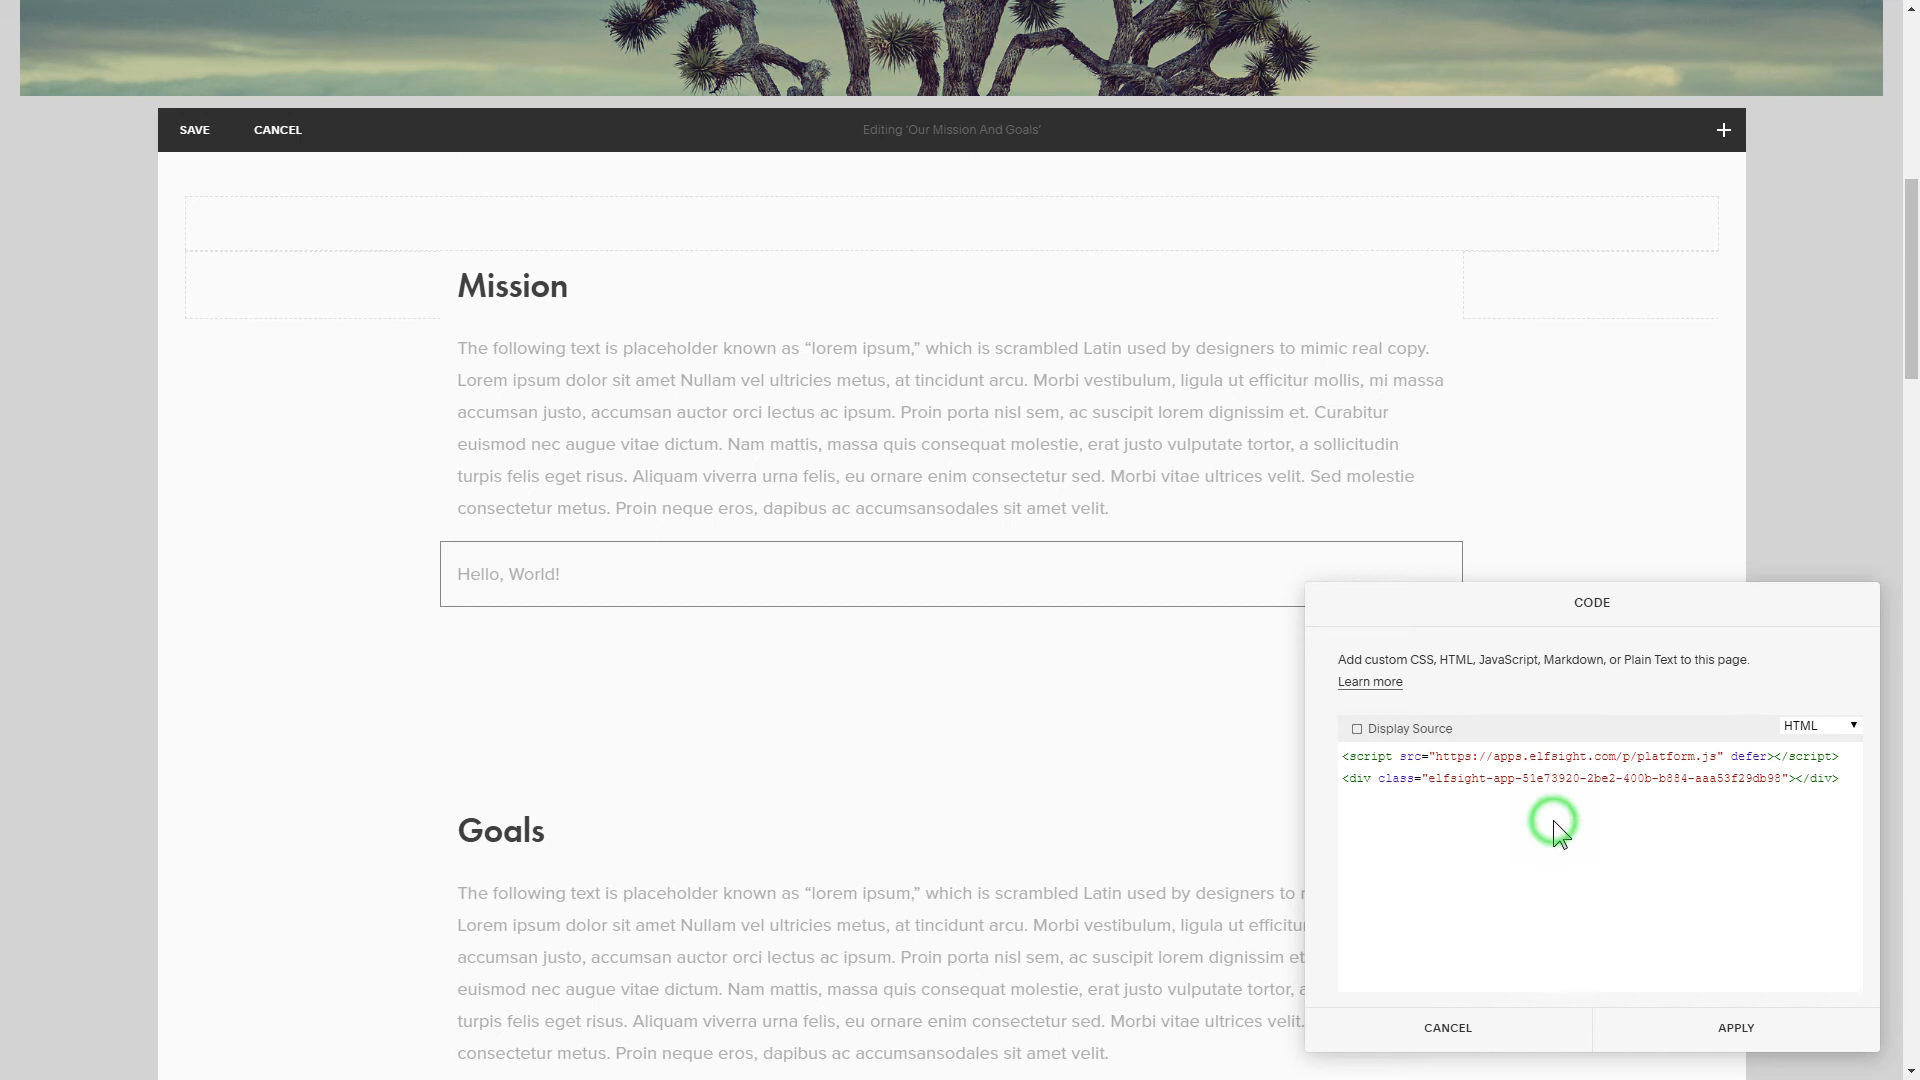 SAVE
CANCEL
Editing ‘Our Mission And Goals’
+
Mission
The following text is placeholder known as “lorem ipsum,” which is scrambled Latin used by designers to mimic real copy.
Lorem ipsum dolor sit amet Nullam vel ultricies metus, at tincidunt arcu. Morbi vestibulum, ligula ut efficitur mollis, mi massa
accumsan justo, accumsan auctor orci lectus ac ipsum. Proin porta nisl sem, ac suscipit lorem dignissim et. Curabitur
euismod nec augue vitae dictum. Nam mattis, massa quis consequat molestie, erat justo vulputate tortor, a sollicitudin
turpis felis eget risus. Aliquam viverra urna felis, eu ornare enim consectetur sed. Morbi vitae ultrices velit. Sed molestie
consectetur metus. Proin neque eros, dapibus ac accumsansodales sit amet velit.
Hello, World!
Goals
The following text is placeholder known as “lorem ipsum,” which is scrambled Latin used by designers to
Lorem ipsum dolor sit amet Nullam vel ultricies metus, at tincidunt arcu. Morbi vestibulum, ligula ut
accumsan justo, accumsan auctor orci lectus ac ipsum. Proin porta nisl sem, ac suscipit lorem dignissim et
euismod nec augue vitae dictum. Nam mattis, massa quis consequat molestie, erat justo vulputate tortor,
turpis felis eget risus. Aliquam viverra urna felis, eu ornare enim consectetur sed. Morbi vitae ultrices velit.
consectetur metus. Proin neque eros, dapibus ac accumsansodales sit amet velit.
CODE
Add custom CSS, HTML, JavaScript, Markdown, or Plain Text to this page.
Learn more
Display Source
HTML
<script src="https://apps.elfsight.com/p/platform.js" defer></script>
<div class="elfsight-app-51e73920-2be2-400b-b884-aaa53f29db98"></div>
CANCEL
APPLY